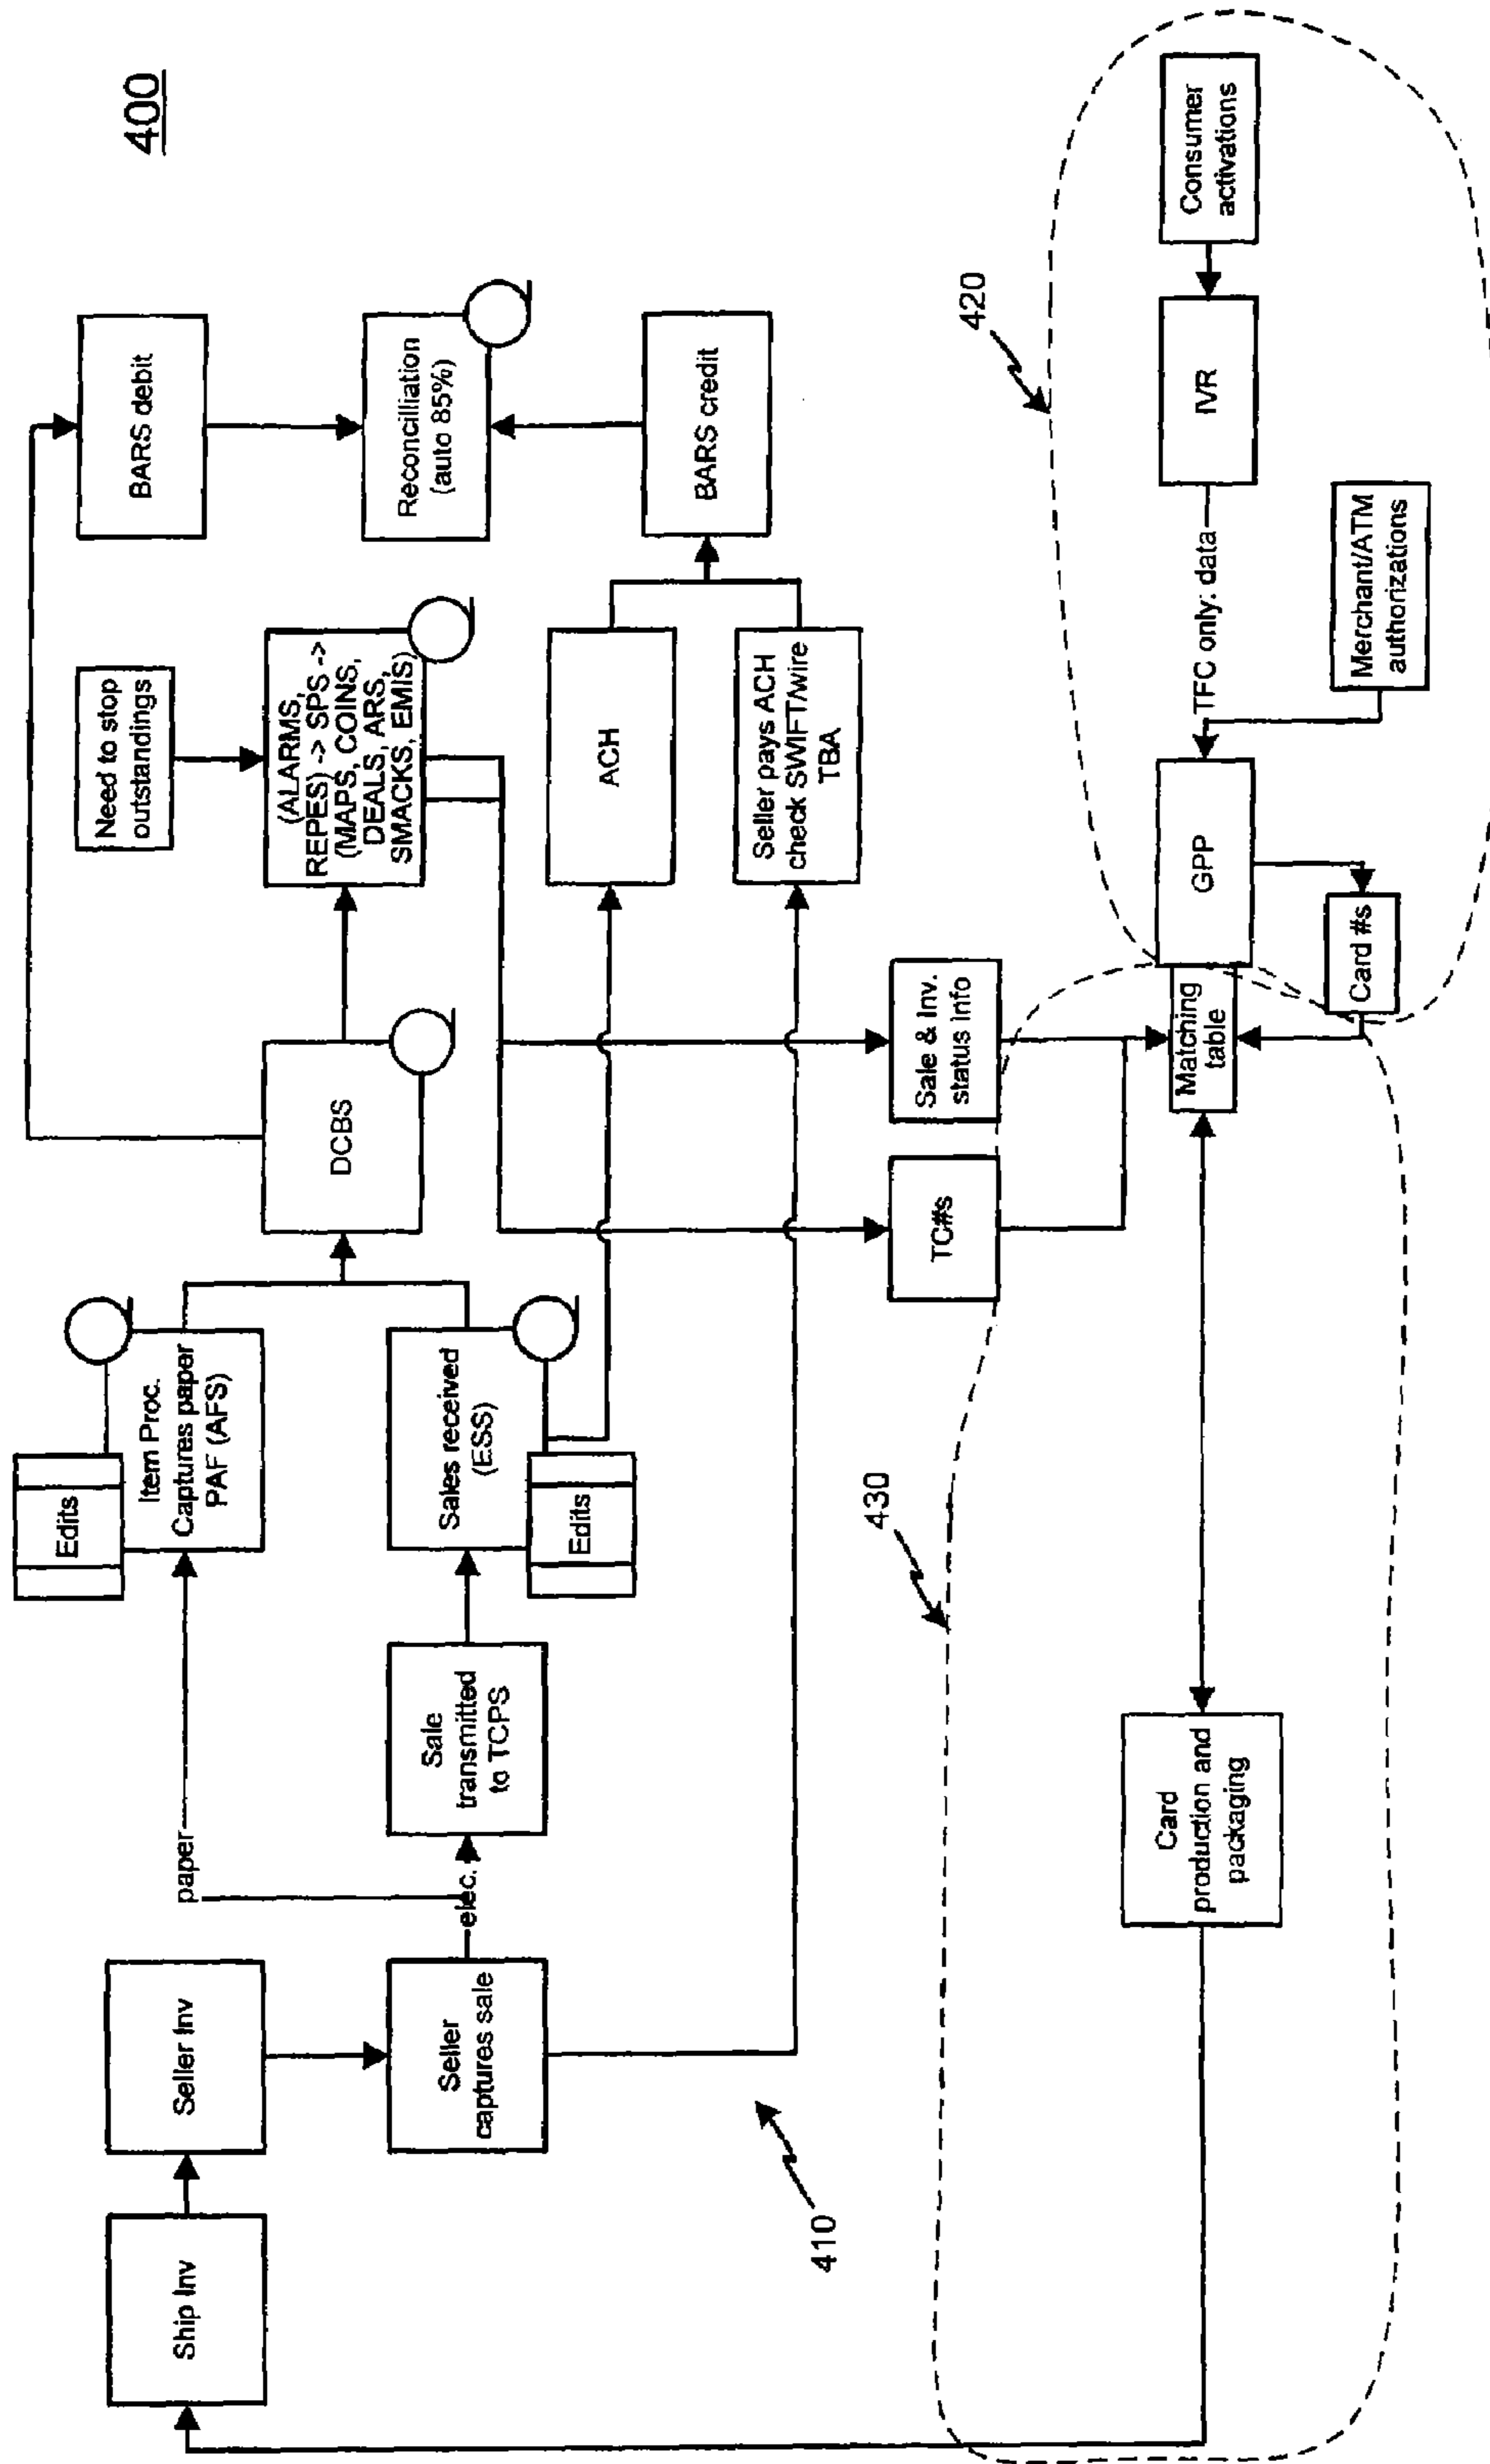 400
Ship Inv
Seller Inv
Seller
captures sale
paper
elec.
Sale
transmitted
to TCPS
Edits
Item Proc.
Captures paper
PAF (AFS)
Sales received
(ESS)
Edits
DCBS
Need to stop
outstandings
(ALARMS,
REPES) -> SPS ->
(MAPS, COINS,
DEALS, ARS,
SMACKS, EMIS)
BARS debit
Reconcilliation
(auto 85%)
BARS credit
ACH
Seller pays ACH
check SWIFT/wire
TBA
410
430
420
TC#s
Sale & Inv.
status info
Card
production and
packaging
Matching
table
GPP
Card #s
TFC only: data
IVR
Consumer
activations
Merchant/ATM
authorizations